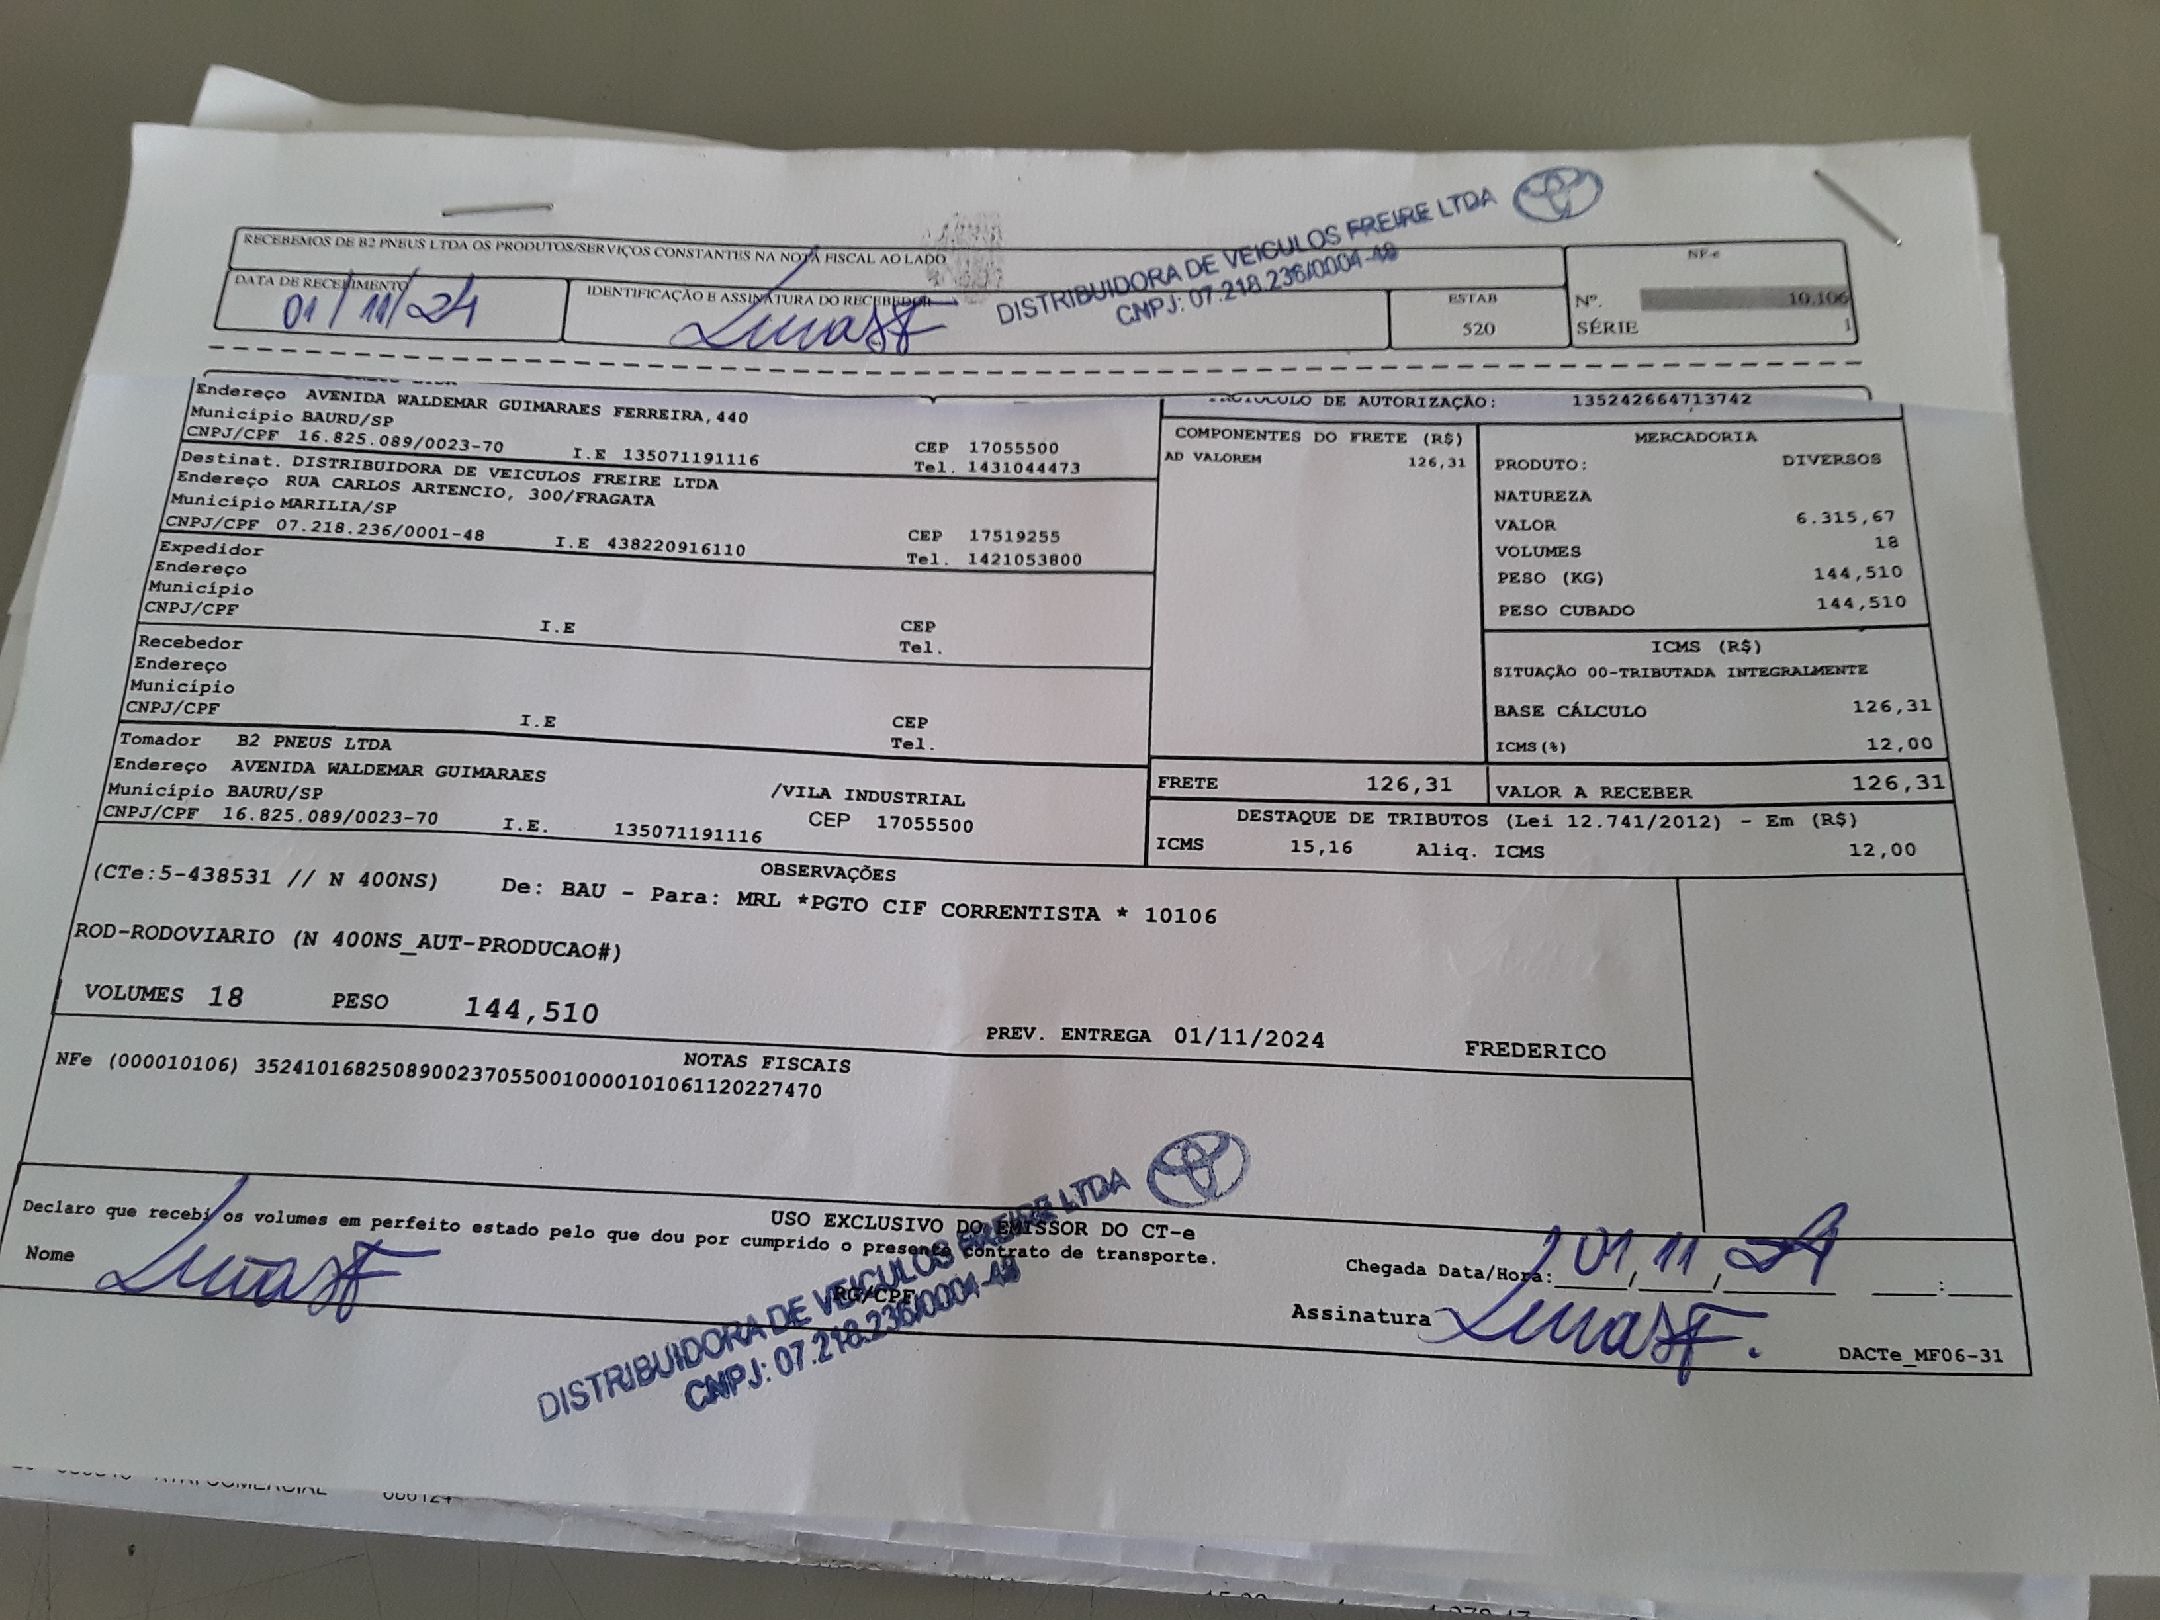 RECEBEMOS DE B2 PNEUS LTDA OS PRODUTOS/SERVIÇOS CONSTANTES NA NOTA FISCAL AO LADO
DATA DE RECEBIMENTO
01/11/24
IDENTIFICAÇÃO E ASSINATURA DO RECEBEDOR
DISTRIBUIDORA DE VEICULOS FREIRE LTDA
CNPJ: 07.218.236/0004-48
ESTAB
520
NF-e
Nº. 10.106
SÉRIE 1
Endereço AVENIDA WALDEMAR GUIMARAES FERREIRA,440
Município BAURU/SP CEP 17055500
CNPJ/CPF 16.825.089/0023-70 I.E 135071191116 Tel. 1431044473
Destinat. DISTRIBUIDORA DE VEICULOS FREIRE LTDA
Endereço RUA CARLOS ARTENCIO, 300/FRAGATA
Município MARILIA/SP CEP 17519255
CNPJ/CPF 07.218.236/0001-48 I.E 438220916110 Tel. 1421053800
Expedidor
Endereço
Município CEP
CNPJ/CPF I.E Tel.
Recebedor
Endereço
Município CEP
CNPJ/CPF I.E Tel.
Tomador B2 PNEUS LTDA
Endereço AVENIDA WALDEMAR GUIMARAES /VILA INDUSTRIAL
Município BAURU/SP CEP 17055500
CNPJ/CPF 16.825.089/0023-70 I.E. 135071191116
DE AUTORIZAÇÃO: 135242664713742
COMPONENTES DO FRETE (R$)
AD VALOREM 126,31
MERCADORIA
PRODUTO: DIVERSOS
NATUREZA
VALOR 6.315,67
VOLUMES 18
PESO (KG) 144,510
PESO CUBADO 144,510
ICMS (R$)
SITUAÇÃO 00-TRIBUTADA INTEGRALMENTE
BASE CÁLCULO 126,31
ICMS(%) 12,00
FRETE 126,31
VALOR A RECEBER 126,31
DESTAQUE DE TRIBUTOS (Lei 12.741/2012) - Em (R$)
ICMS 15,16 Aliq. ICMS 12,00
OBSERVAÇÕES
(CTe:5-438531 // N 400NS) De: BAU - Para: MRL *PGTO CIF CORRENTISTA * 10106
ROD-RODOVIARIO (N 400NS_AUT-PRODUCAO#)
VOLUMES 18 PESO 144,510
PREV. ENTREGA 01/11/2024 FREDERICO
NOTAS FISCAIS
NFe (000010106) 35241016825089002370550010000101061120227470
USO EXCLUSIVO DO EMISSOR DO CT-e
Declaro que recebi os volumes em perfeito estado pelo que dou por cumprido o presente contrato de transporte.
Nome
RG/CPF
Chegada Data/Hora: 01, 11, 24 :
Assinatura
DACTe_MF06-31
DISTRIBUIDORA DE VEICULOS FREIRE LTDA
CNPJ: 07.218.236/0004-48